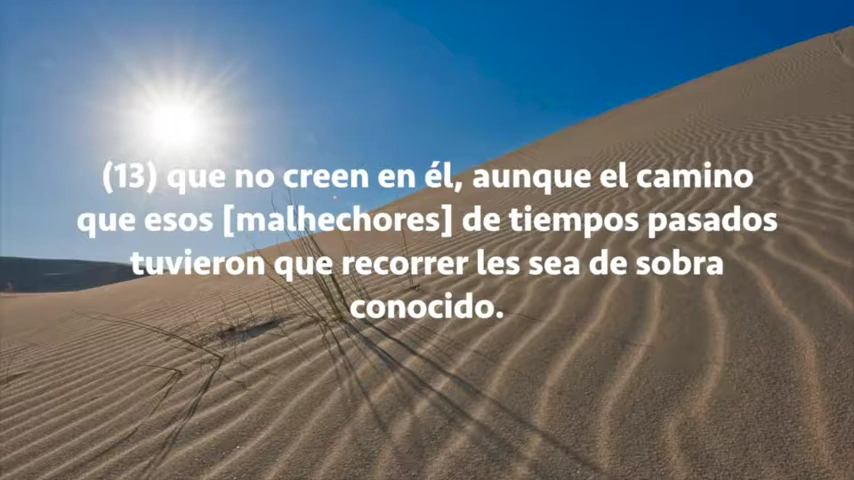 (13) que no creen en él, aunque el camino
que esos [malhechores] de tiempos pasados
tuvieron que recorrer les sea de sobra
conocido.